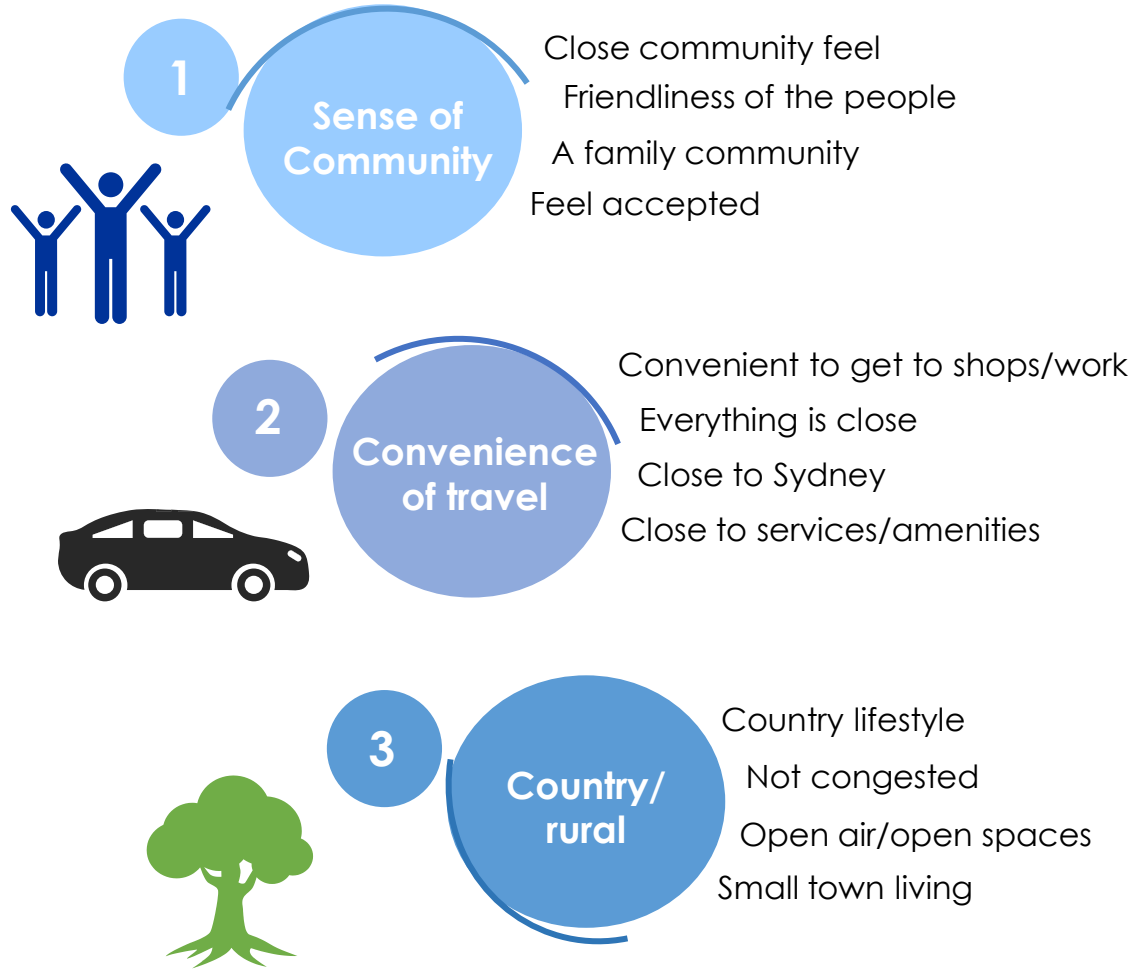 1
Sense of
Community
Close community feel
Friendliness of the people
A family community
Feel accepted
2
Convenience
of travel
Convenient to get to shops/work
Everything is close
Close to Sydney
Close to services/amenities
3
Country/
rural
Country lifestyle
Not congested
Open air/open spaces
Small town living